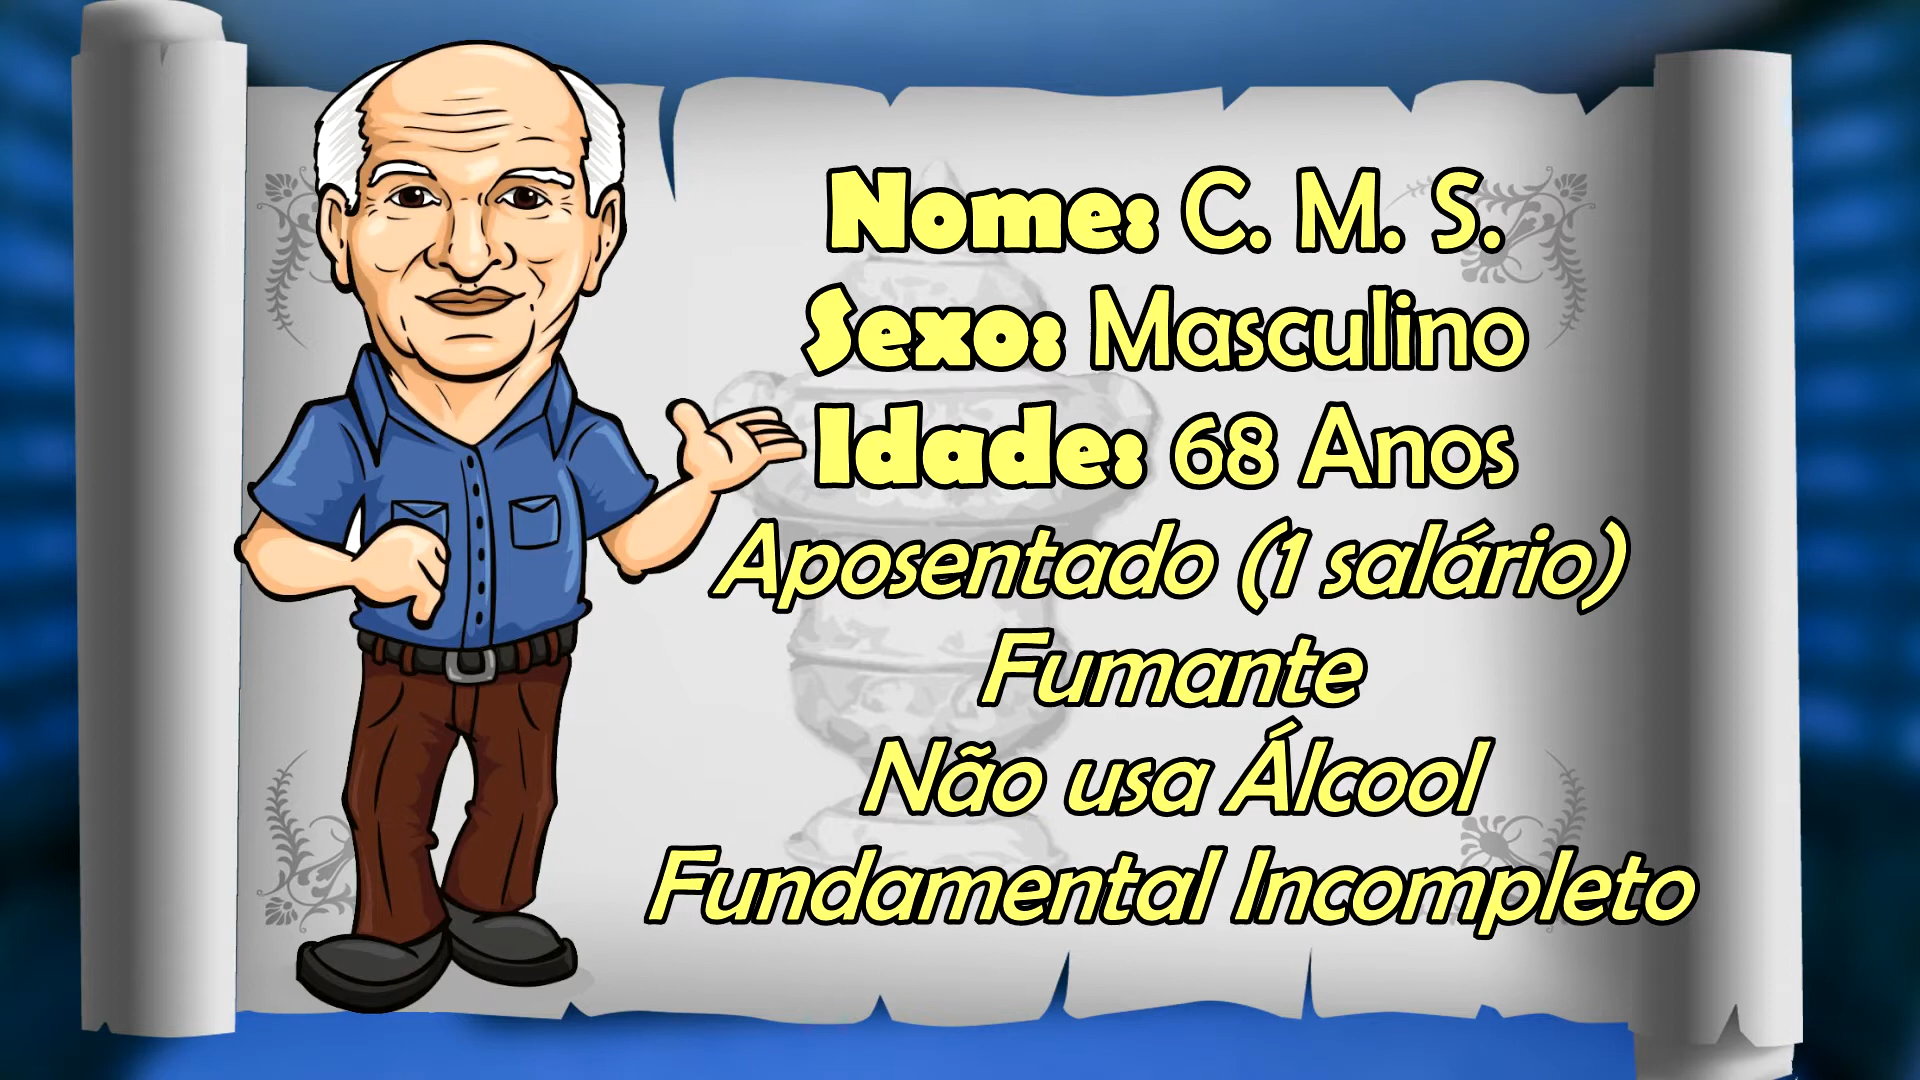 Nome: C. M. S.
Sexo: Masculino
Idade: 68 Anos
Aposentado (1 salário)
Fumante
Não usa Álcool
Fundamental Incompleto